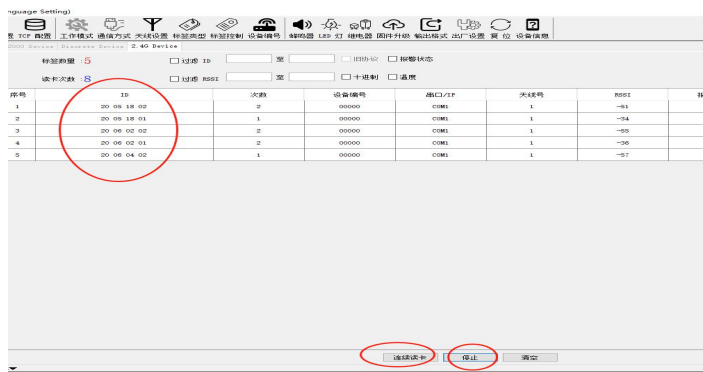 nguage Setting)
置 TCP 配置 工作模式 通信方式 天线设置 标签类型 标签控制 设备编号 蜂鸣器 LED 灯 继电器 固件升级 输出格式 出厂设置 复 位 设备信息
2000 Device Discrete Device 2.4G Device
标签数量 :5 过滤 ID 至 旧协议 报警状态
读卡次数 :8 过滤 RSSI 至 十进制 温度
序号 ID 次数 设备编号 串口/IP 天线号 RSSI
1 20 05 18 02 2 00000 COM1 1 -51
2 20 05 18 01 1 00000 COM1 1 -34
3 20 06 02 02 2 00000 COM1 1 -55
4 20 06 02 01 2 00000 COM1 1 -36
5 20 06 04 02 1 00000 COM1 1 -57
连续读卡 停止 清空